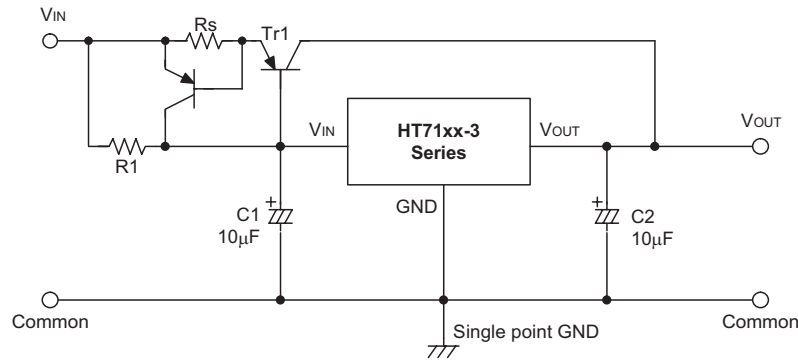 VIN
Rs
Tr1
VIN
HT71xx-3
Series
VOUT
VOUT
R1
GND
C1
10μF
C2
10μF
Common
Single point GND
Common